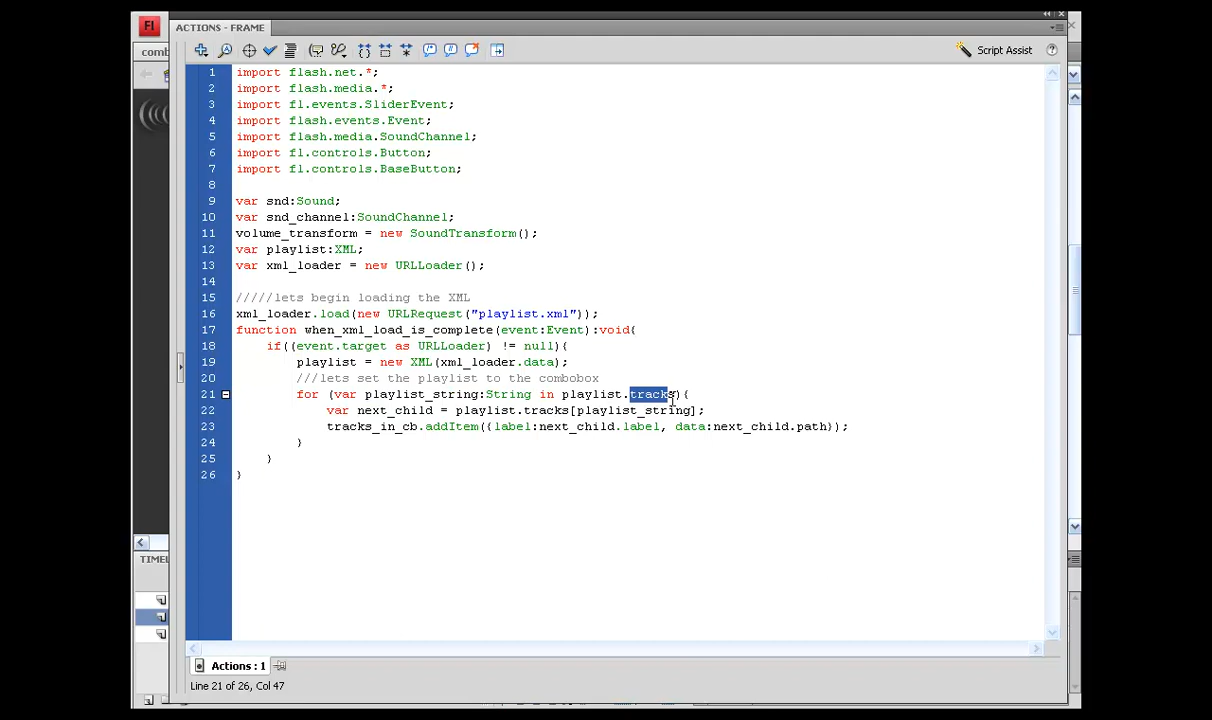 Fl
ACTIONS - FRAME
comb
Script Assist
1 import flash.net.*;
2 import flash.media.*;
3 import fl.events.SliderEvent;
4 import flash.events.Event;
5 import flash.media.SoundChannel;
6 import fl.controls.Button;
7 import fl.controls.BaseButton;
8
9 var snd:Sound;
10 var snd_channel:SoundChannel;
11 volume_transform = new SoundTransform();
12 var playlist:XML;
13 var xml_loader = new URLLoader();
14
15 /////lets begin loading the XML
16 xml_loader.load(new URLRequest("playlist.xml"));
17 function when_xml_load_is_complete(event:Event):void{
18 if((event.target as URLLoader) != null){
19 playlist = new XML(xml_loader.data);
20 ///lets set the playlist to the combobox
21 for (var playlist_string:String in playlist.tracks){
22 var next_child = playlist.tracks[playlist_string];
23 tracks_in_cb.addItem({label:next_child.label, data:next_child.path});
24 }
25 }
26 }
TIMEL
Actions : 1
Line 21 of 26, Col 47